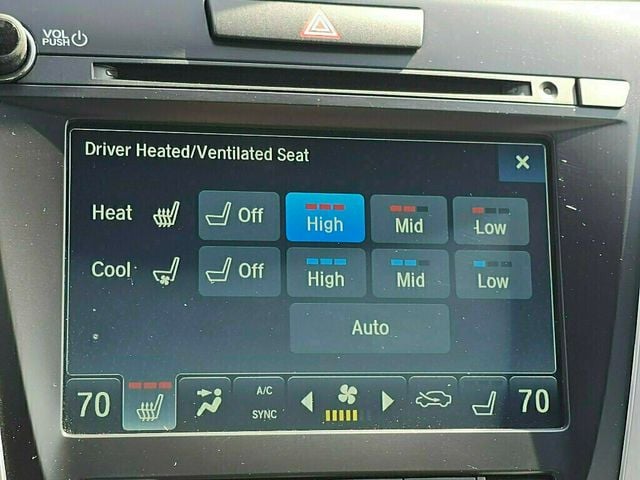 VOL
PUSH
Driver Heated/Ventilated Seat
Heat Off High Mid Low
Cool Off High Mid Low
Auto
70 A/C SYNC 70